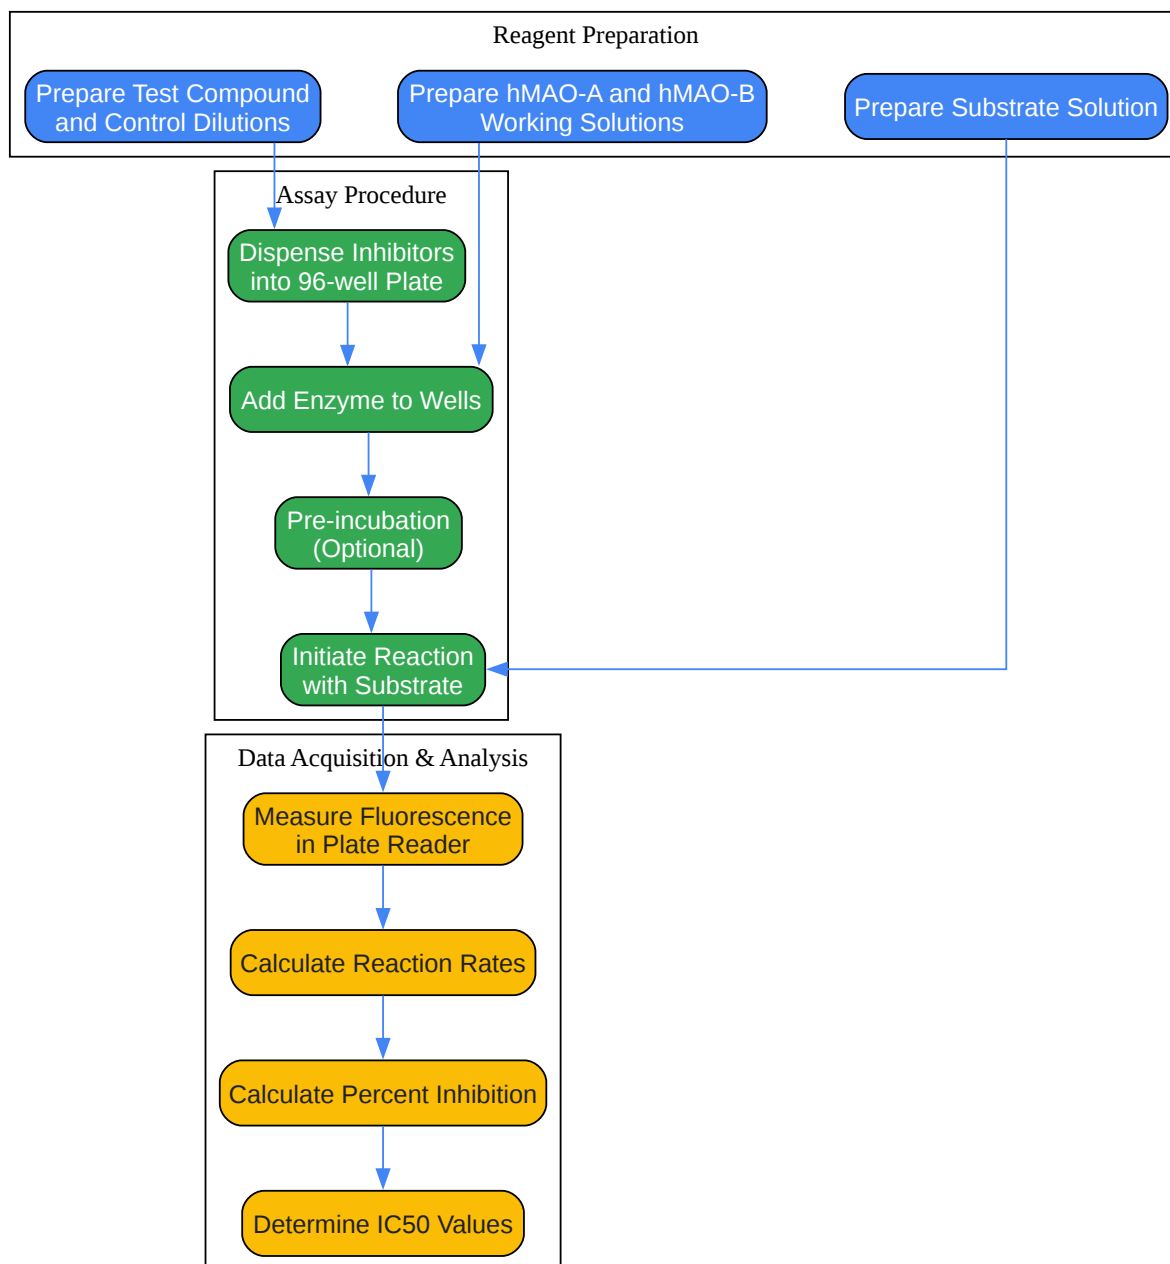 Reagent Preparation
Prepare Test Compound
and Control Dilutions
Prepare hMAO-A and hMAO-B
Working Solutions
Prepare Substrate Solution
Assay Procedure
Dispense Inhibitors
into 96-well Plate
Add Enzyme to Wells
Pre-incubation
(Optional)
Initiate Reaction
with Substrate
Data Acquisition & Analysis
Measure Fluorescence
in Plate Reader
Calculate Reaction Rates
Calculate Percent Inhibition
Determine IC50 Values